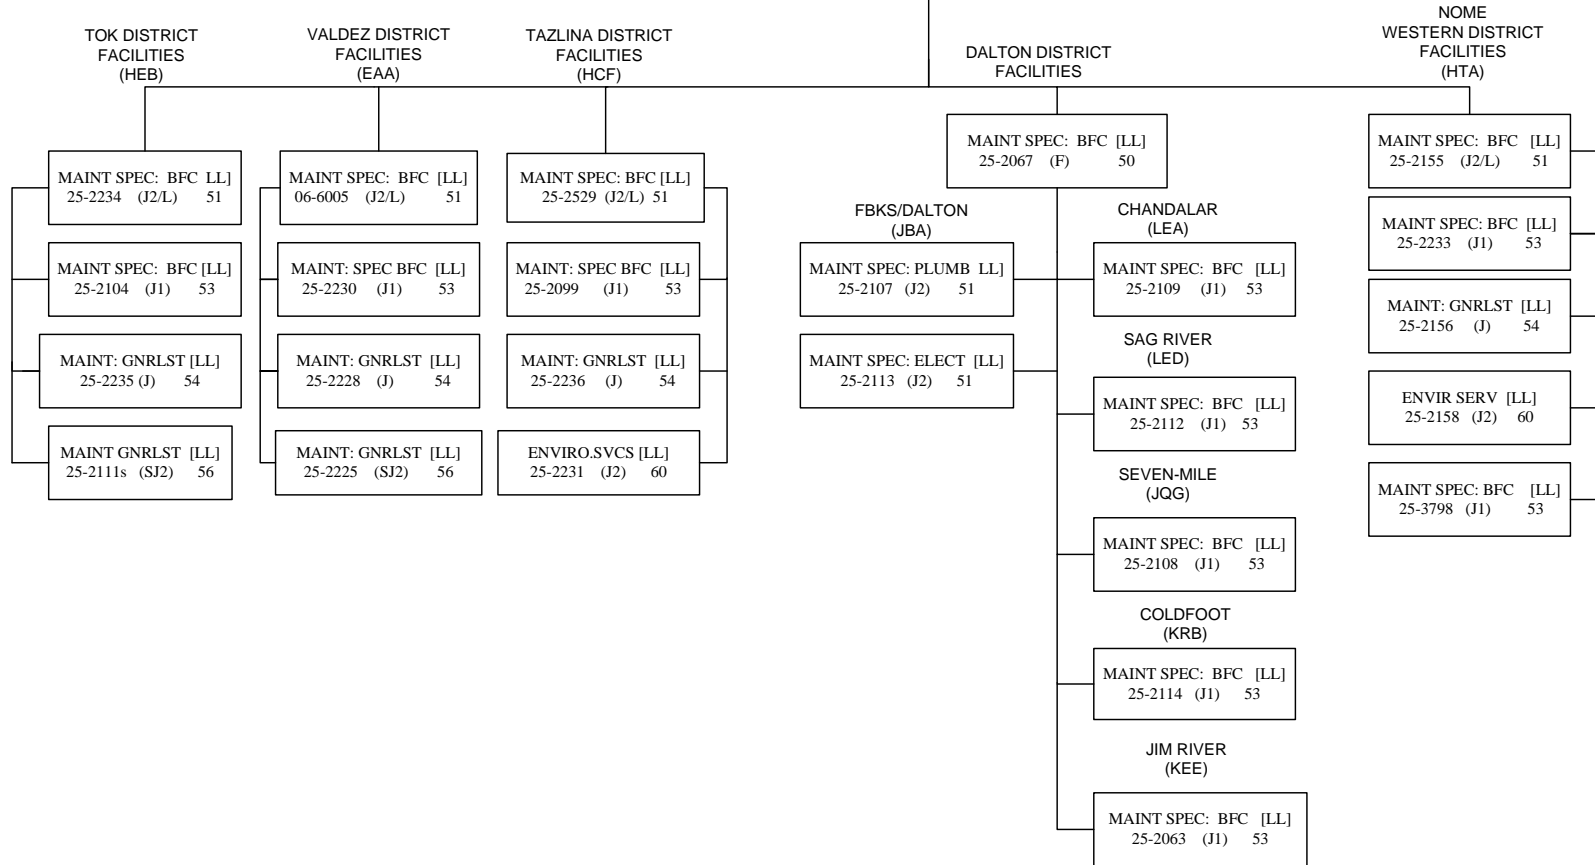 TOK DISTRICT
FACILITIES
(HEB)
MAINT SPEC: BFC LL]
25-2234 (J2/L) 51
MAINT SPEC: BFC [LL]
25-2104 (J1) 53
MAINT: GNRLST [LL]
25-2235 (J) 54
MAINT GNRLST [LL]
25-2111s (SJ2) 56
VALDEZ DISTRICT
FACILITIES
(EAA)
MAINT SPEC: BFC [LL]
06-6005 (J2/L) 51
MAINT: SPEC BFC [LL]
25-2230 (J1) 53
MAINT: GNRLST [LL]
25-2228 (J) 54
MAINT: GNRLST [LL]
25-2225 (SJ2) 56
TAZLINA DISTRICT
FACILITIES
(HCF)
MAINT SPEC: BFC [LL]
25-2529 (J2/L) 51
MAINT: SPEC BFC [LL]
25-2099 (J1) 53
MAINT: GNRLST [LL]
25-2236 (J) 54
ENVIRO.SVCS [LL]
25-2231 (J2) 60
DALTON DISTRICT
FACILITIES
MAINT SPEC: BFC [LL]
25-2067 (F) 50
FBKS/DALTON
(JBA)
MAINT SPEC: PLUMB LL]
25-2107 (J2) 51
MAINT SPEC: ELECT [LL]
25-2113 (J2) 51
CHANDALAR
(LEA)
MAINT SPEC: BFC [LL]
25-2109 (J1) 53
SAG RIVER
(LED)
MAINT SPEC: BFC [LL]
25-2112 (J1) 53
SEVEN-MILE
(JQG)
MAINT SPEC: BFC [LL]
25-2108 (J1) 53
COLDFOOT
(KRB)
MAINT SPEC: BFC [LL]
25-2114 (J1) 53
JIM RIVER
(KEE)
MAINT SPEC: BFC [LL]
25-2063 (J1) 53
NOME
WESTERN DISTRICT
FACILITIES
(HTA)
MAINT SPEC: BFC [LL]
25-2155 (J2/L) 51
MAINT SPEC: BFC [LL]
25-2233 (J1) 53
MAINT: GNRLST [LL]
25-2156 (J) 54
ENVIR SERV [LL]
25-2158 (J2) 60
MAINT SPEC: BFC [LL]
25-3798 (J1) 53